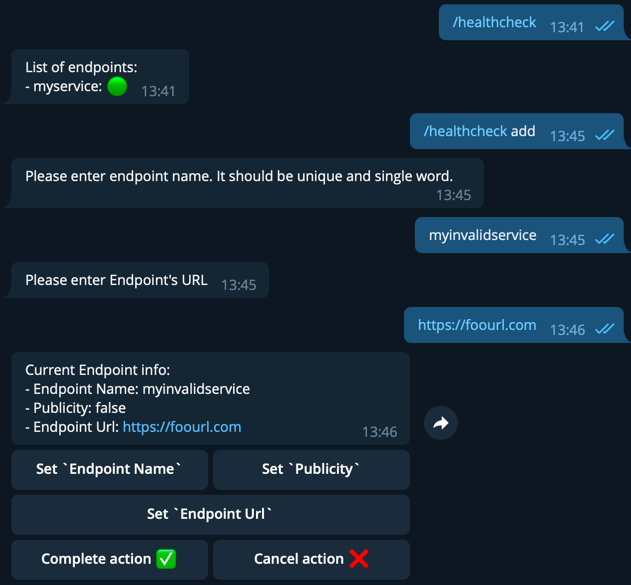 /healthcheck 13:41
List of endpoints:
- myservice: 🟢 13:41
/healthcheck add 13:45
Please enter endpoint name. It should be unique and single word.
13:45
myinvalidservice 13:45
Please enter Endpoint's URL 13:45
https://foourl.com 13:46
Current Endpoint info:
- Endpoint Name: myinvalidservice
- Publicity: false
- Endpoint Url: https://foourl.com
13:46
Set `Endpoint Name` Set `Publicity`
Set `Endpoint Url`
Complete action ✅ Cancel action ❌